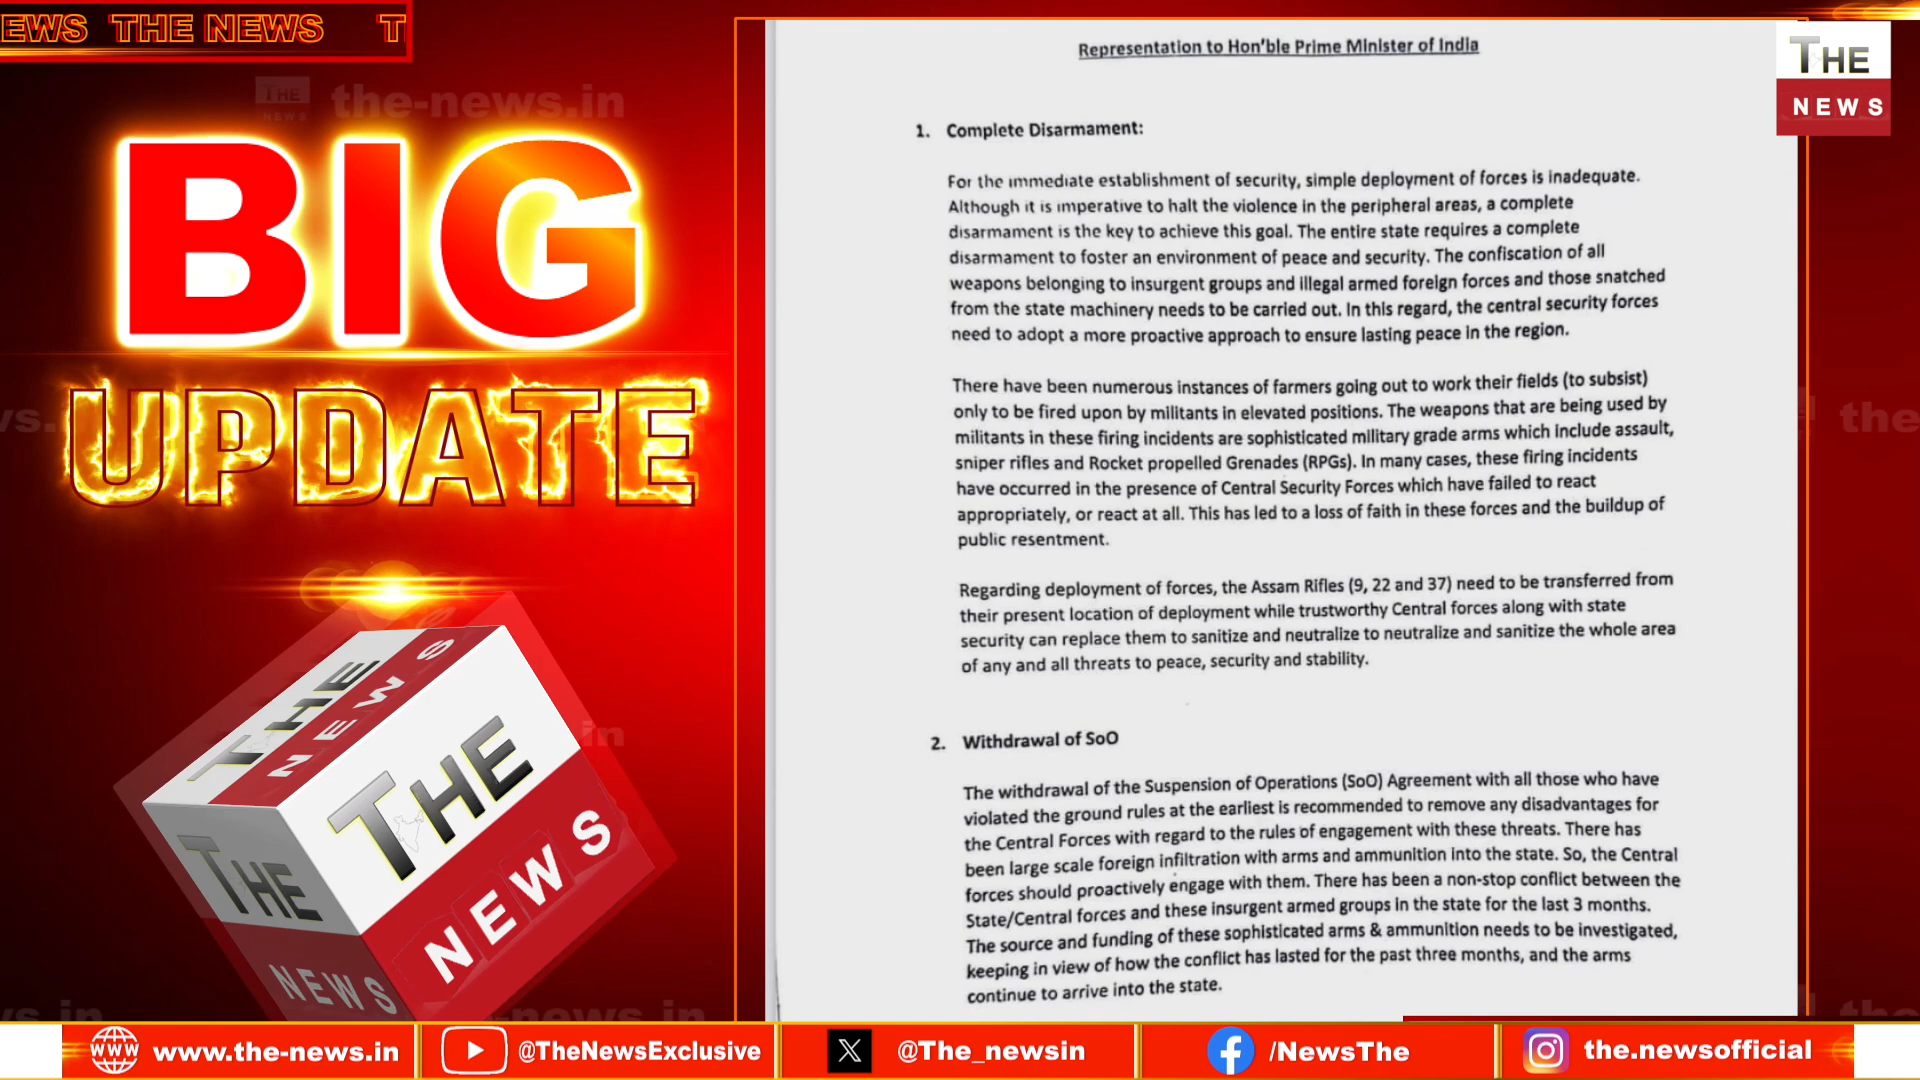 EWS THE NEWS T
THE
NEWS
the-news.in
BIG
UPDATE
THE
NEWS
THE
NEWS
THE
NEWS
Representation to Hon'ble Prime Minister of India
THE
NEWS
1. Complete Disarmament:
For the immediate establishment of security, simple deployment of forces is inadequate.
Although it is imperative to halt the violence in the peripheral areas, a complete
disarmament is the key to achieve this goal. The entire state requires a complete
disarmament to foster an environment of peace and security. The confiscation of all
weapons belonging to insurgent groups and illegal armed foreign forces and those snatched
from the state machinery needs to be carried out. In this regard, the central security forces
need to adopt a more proactive approach to ensure lasting peace in the region.
There have been numerous instances of farmers going out to work their fields (to subsist)
only to be fired upon by militants in elevated positions. The weapons that are being used by
militants in these firing incidents are sophisticated military grade arms which include assault,
sniper rifles and Rocket propelled Grenades (RPGs). In many cases, these firing incidents
have occurred in the presence of Central Security Forces which have failed to react
appropriately, or react at all. This has led to a loss of faith in these forces and the buildup of
public resentment.
Regarding deployment of forces, the Assam Rifles (9, 22 and 37) need to be transferred from
their present location of deployment while trustworthy Central forces along with state
security can replace them to sanitize and neutralize to neutralize and sanitize the whole area
of any and all threats to peace, security and stability.
2. Withdrawal of SoO
The withdrawal of the Suspension of Operations (SoO) Agreement with all those who have
violated the ground rules at the earliest is recommended to remove any disadvantages for
the Central Forces with regard to the rules of engagement with these threats. There has
been large scale foreign infiltration with arms and ammunition into the state. So, the Central
forces should proactively engage with them. There has been a non-stop conflict between the
State/Central forces and these insurgent armed groups in the state for the last 3 months.
The source and funding of these sophisticated arms & ammunition needs to be investigated,
keeping in view of how the conflict has lasted for the past three months, and the arms
continue to arrive into the state.
www www.the-news.in
@TheNewsExclusive
X @The_newsin
f /NewsThe
the.newsofficial